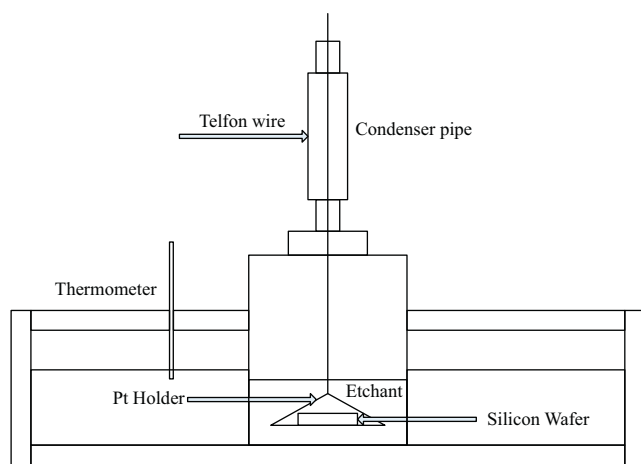 Telfon wire
Condenser pipe
Thermometer
Etchant
Pt Holder
Silicon Wafer